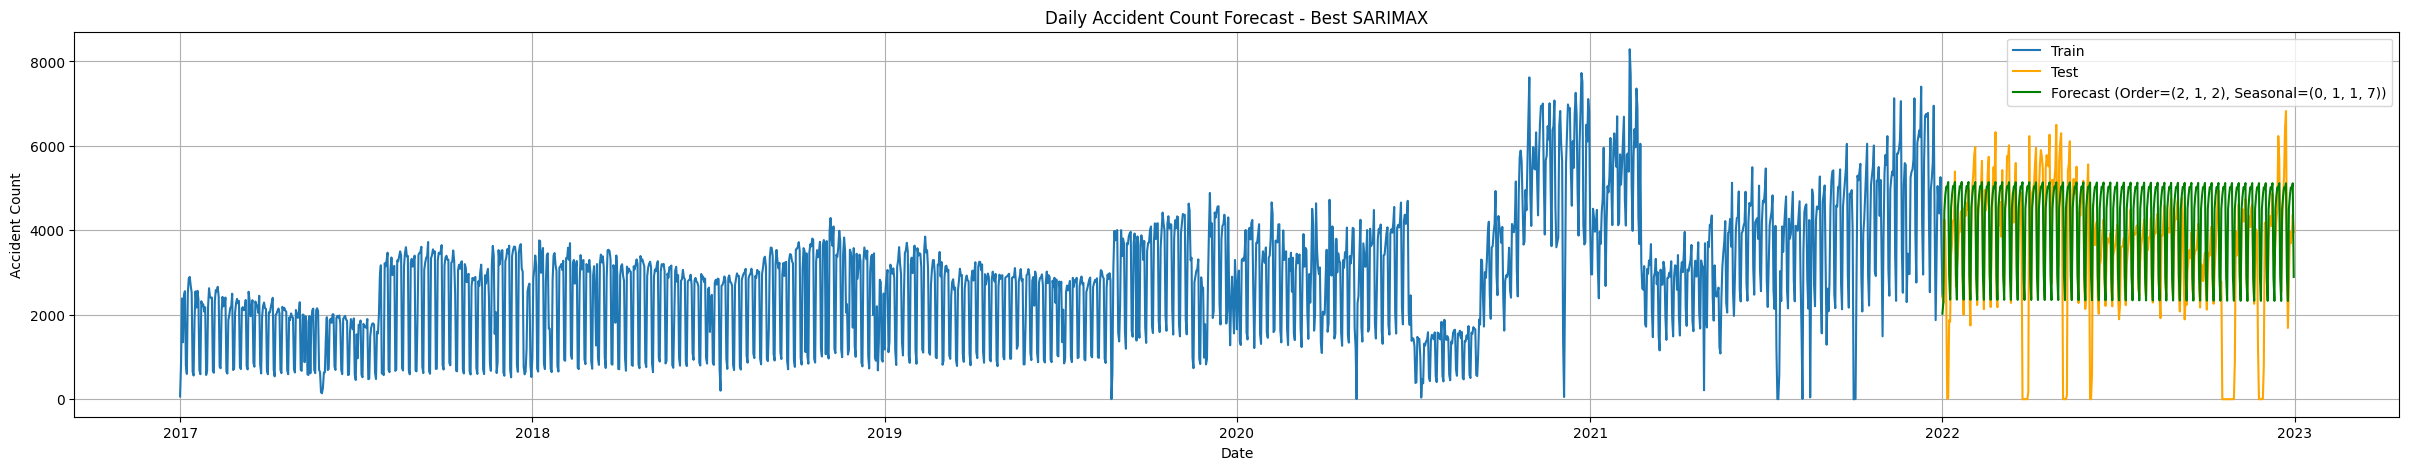 Daily Accident Count Forecast - Best SARIMAX
Train
Test
Forecast (Order=(2, 1, 2), Seasonal=(0, 1, 1, 7))
Accident Count
8000
6000
4000
2000
0
2017
2018
2019
2020
2021
2022
2023
Date